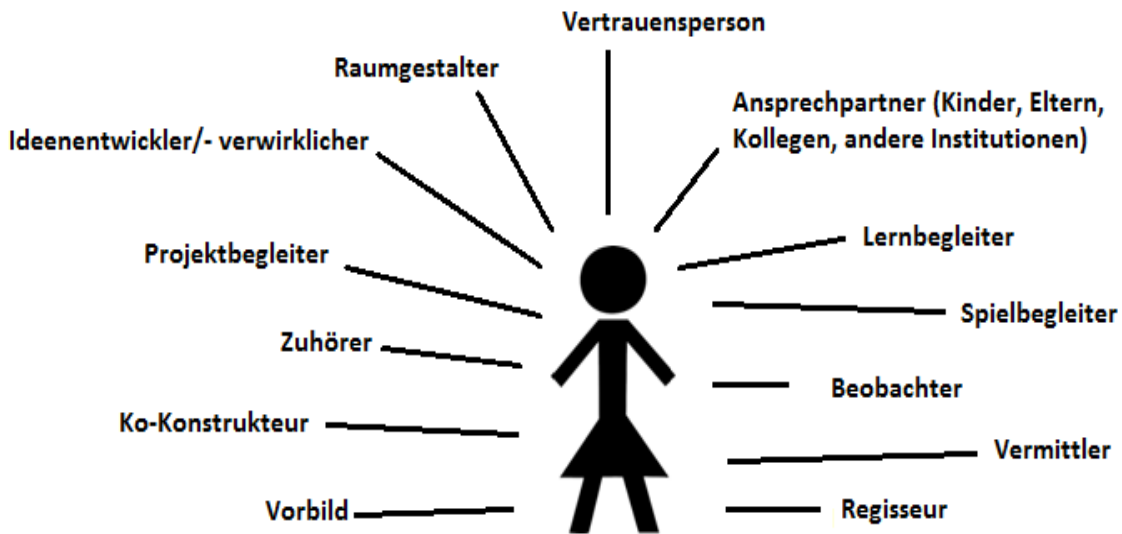 Vertrauensperson
Raumgestalter
Ansprechpartner (Kinder, Eltern,
Kollegen, andere Institutionen)
Ideenentwickler/- verwirklicher
Lernbegleiter
Projektbegleiter
Spielbegleiter
Zuhörer
Beobachter
Ko-Konstrukteur
Vermittler
Vorbild
Regisseur